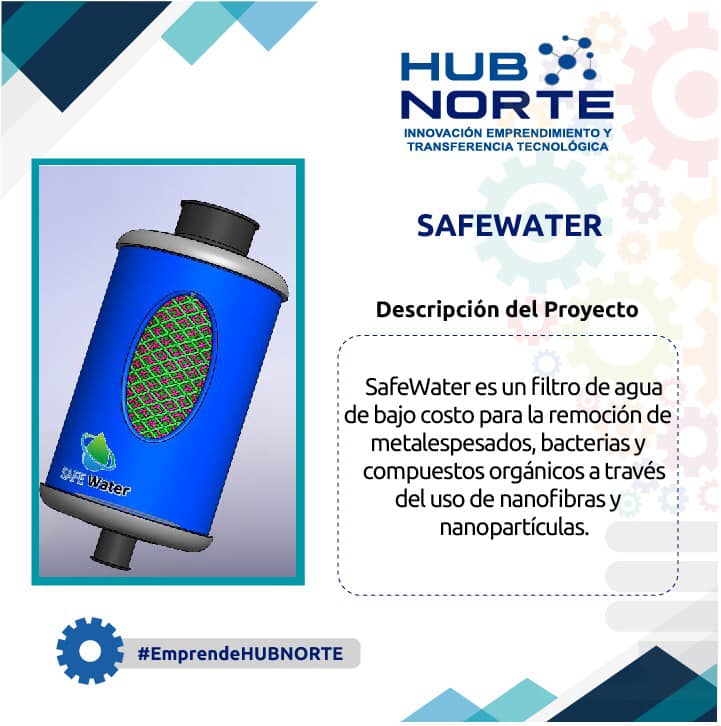 HUB
NORTE
INNOVACIÓN EMPRENDIMIENTO Y
TRANSFERENCIA TECNOLÓGICA
SAFEWATER
Descripción del Proyecto
SafeWater es un filtro de agua
de bajo costo para la remoción de
metalespesados, bacterias y
compuestos orgánicos a través
del uso de nanofibras y
nanopartículas.
SAFE Water
#EmprendeHUBNORTE